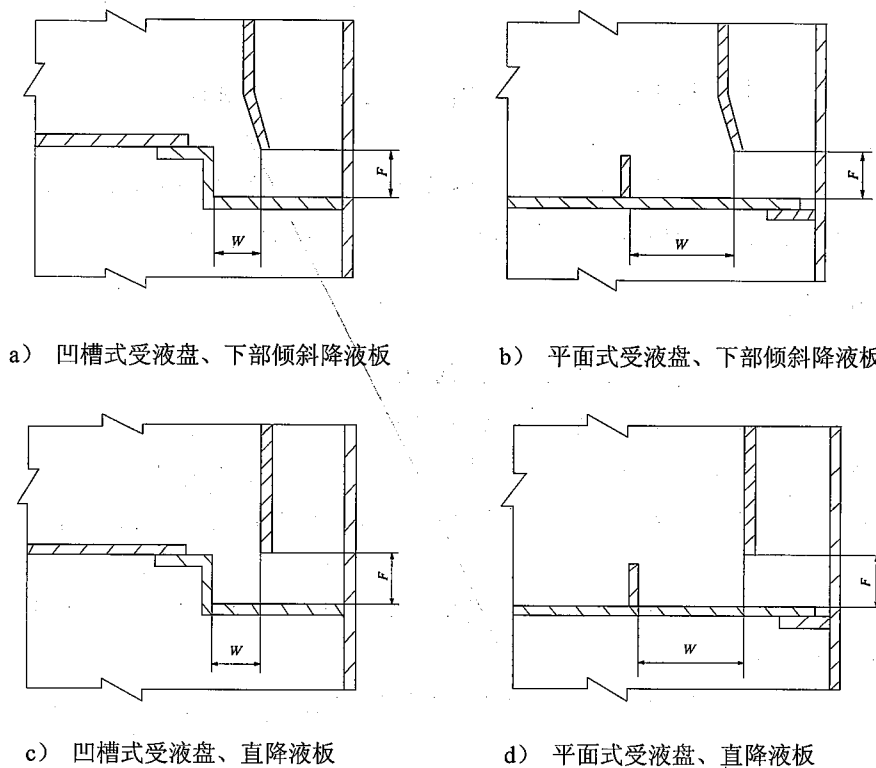 F
F
W
W
a） 凹槽式受液盘、下部倾斜降液板
b） 平面式受液盘、下部倾斜降液板
F
F
W
W
c） 凹槽式受液盘、直降液板
d） 平面式受液盘、直降液板